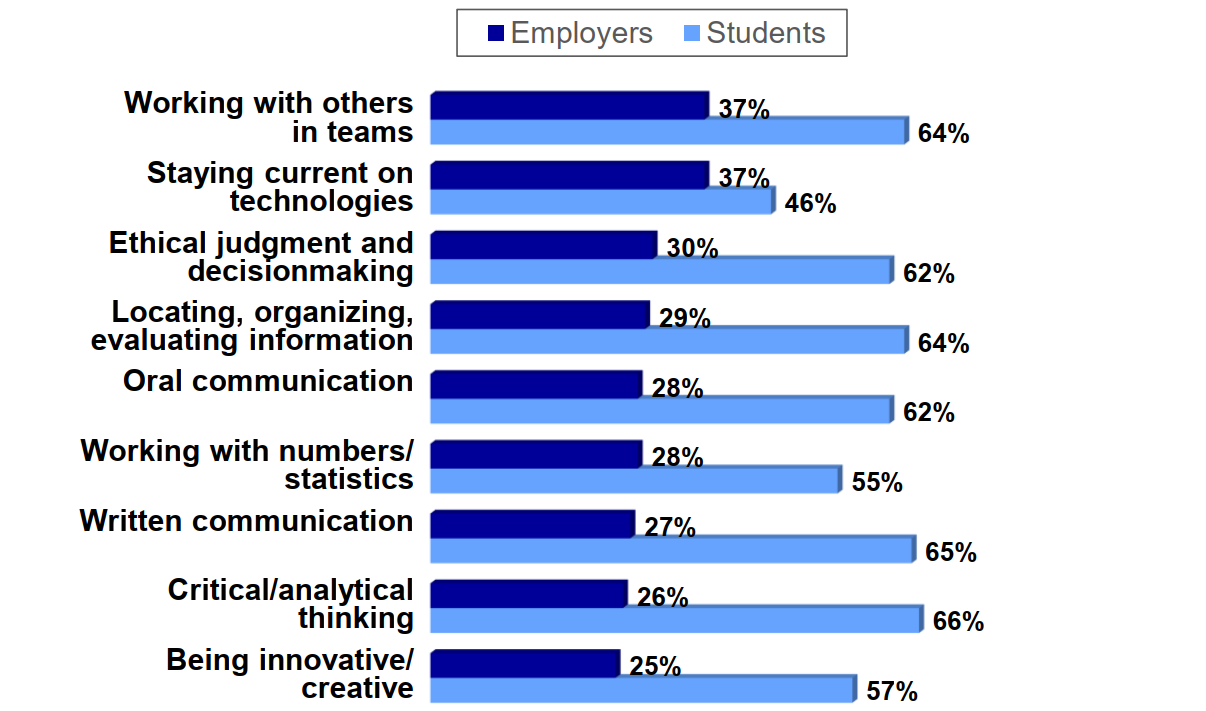 Employers Students
Working with others
in teams
37%
64%
Staying current on
technologies
37%
46%
Ethical judgment and
decisionmaking
30%
62%
Locating, organizing,
evaluating information
29%
64%
Oral communication
28%
62%
Working with numbers/
statistics
28%
55%
Written communication
27%
65%
Critical/analytical
thinking
26%
66%
Being innovative/
creative
25%
57%